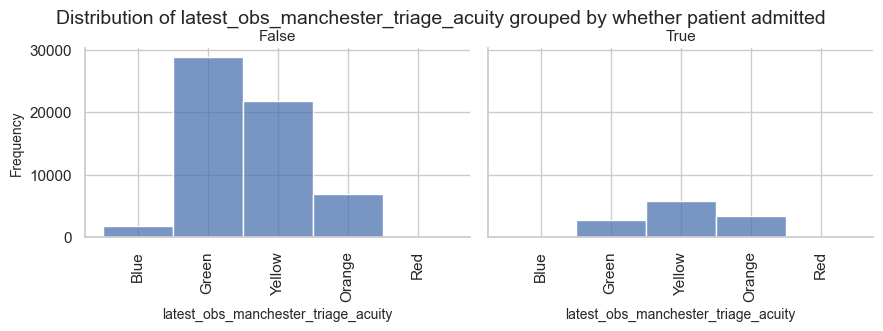 Distribution of latest_obs_manchester_triage_acuity grouped by whether patient admitted
False
True
30000
20000
10000
0
Frequency
Blue
Green
Yellow
Orange
Red
latest_obs_manchester_triage_acuity
Blue
Green
Yellow
Orange
Red
latest_obs_manchester_triage_acuity